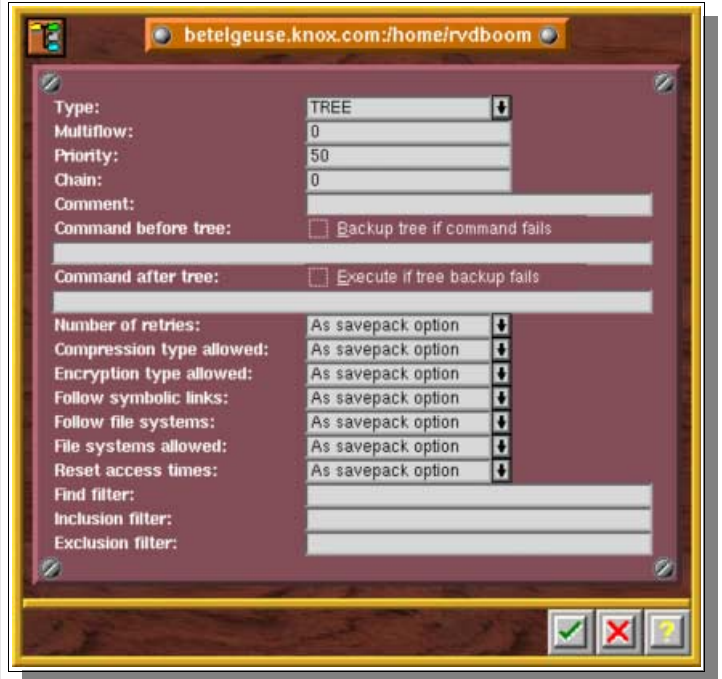 betelgeuse.knox.com:/home/rvdboom
Type: TREE
Multiflow: 0
Priority: 50
Chain: 0
Comment:
Command before tree: Backup tree if command fails
Command after tree: Execute if tree backup fails
Number of retries: As savepack option
Compression type allowed: As savepack option
Encryption type allowed: As savepack option
Follow symbolic links: As savepack option
Follow file systems: As savepack option
File systems allowed: As savepack option
Reset access times: As savepack option
Find filter:
Inclusion filter:
Exclusion filter:
?